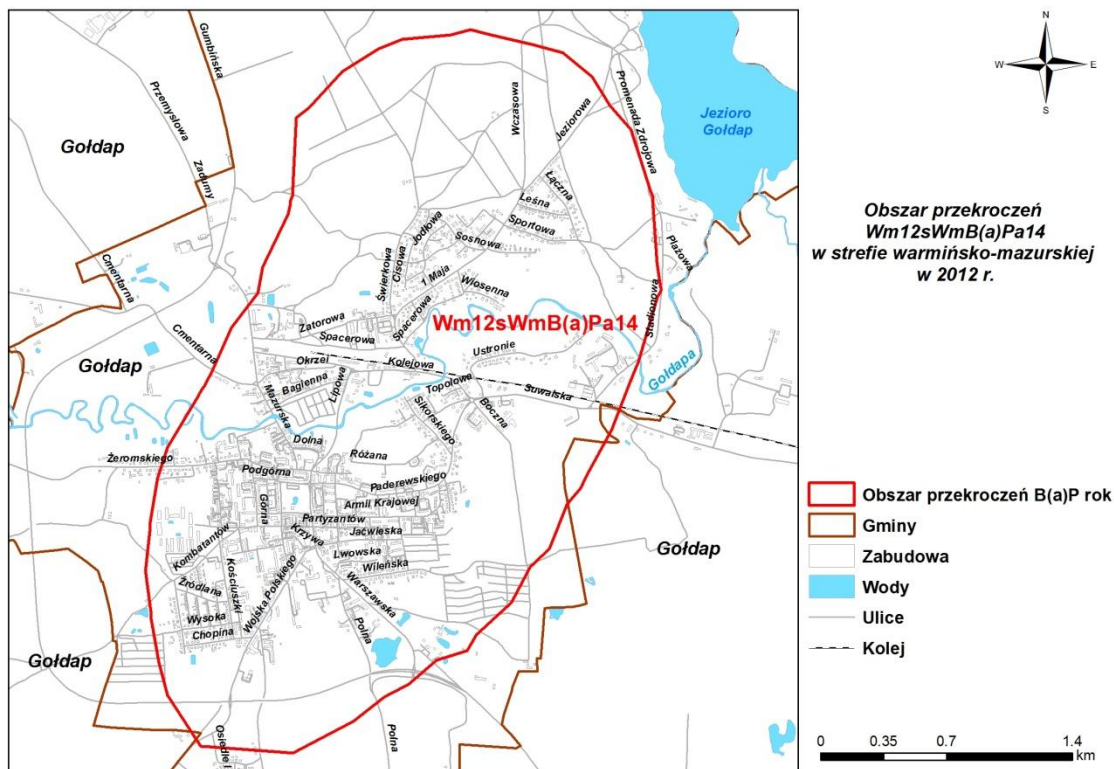 Gumbińska
Przemysłowa
Gołdap
Zadumy
Wczasowa
Jeziorowa
Promenada Zdrojowa
Jezioro
Gołdap
Łączna
Leśna
Sportowa
Jodłowa
Sosnowa
Cisowa
Świerkowa
1 Maja
Wiosenna
Plażowa
Cmentarna
Cmentarna
Zatorowa
Spacerowa
Spacerowa
Wm12sWmB(a)Pa14
Stadionowa
Gołdapa
Gołdap
Okrzei
Kolejowa
Ustronie
Bagienna
Lipowa
Mazurska
Topolowa
Suwalska
Sikorskiego
Boczna
Dolna
Żeromskiego
Różana
Podgórna
Paderewskiego
Górna
Armii Krajowej
Partyzantów
Krzywa
Jaćwieska
Kombatantów
Lwowska
Wileńska
Gołdap
Źródlana
Kościuszki
Wojska Polskiego
Warszawska
Wysoka
Chopina
Polna
Gołdap
Osiedle I
Polna
N
W
E
S
Obszar przekroczeń
Wm12sWmB(a)Pa14
w strefie warmińsko-mazurskiej
w 2012 r.
Obszar przekroczeń B(a)P rok
Gminy
Zabudowa
Wody
Ulice
Kolej
0 0.35 0.7 1.4
km